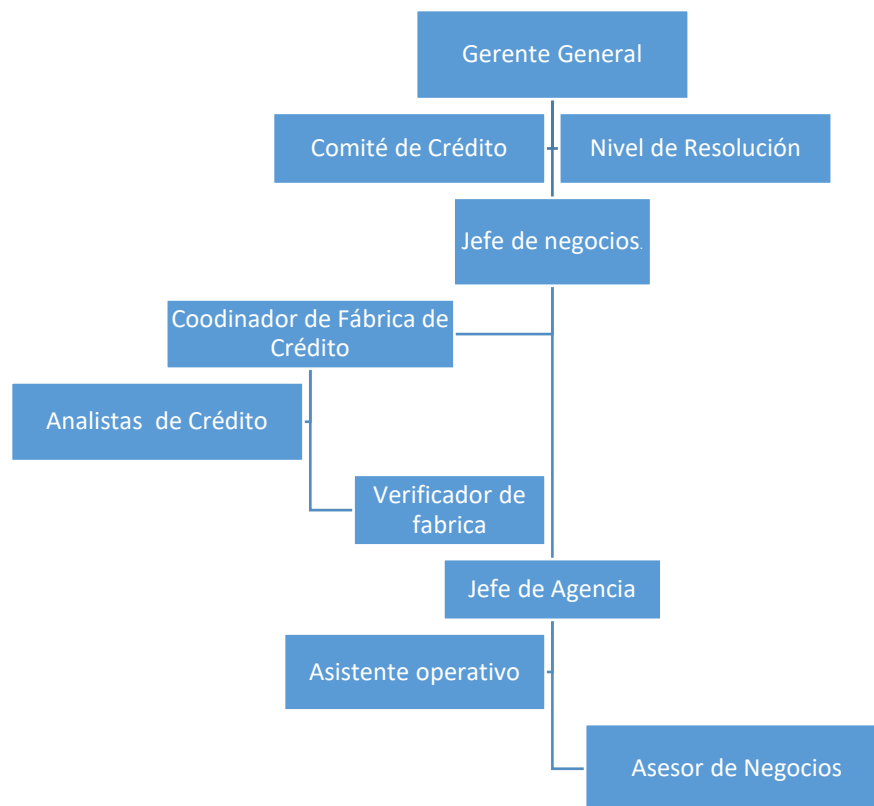 Gerente General
Comité de Crédito
Nivel de Resolución
Jefe de negocios.
Coodinador de Fábrica de
Crédito
Analistas de Crédito
Verificador de
fabrica
Jefe de Agencia
Asistente operativo
Asesor de Negocios